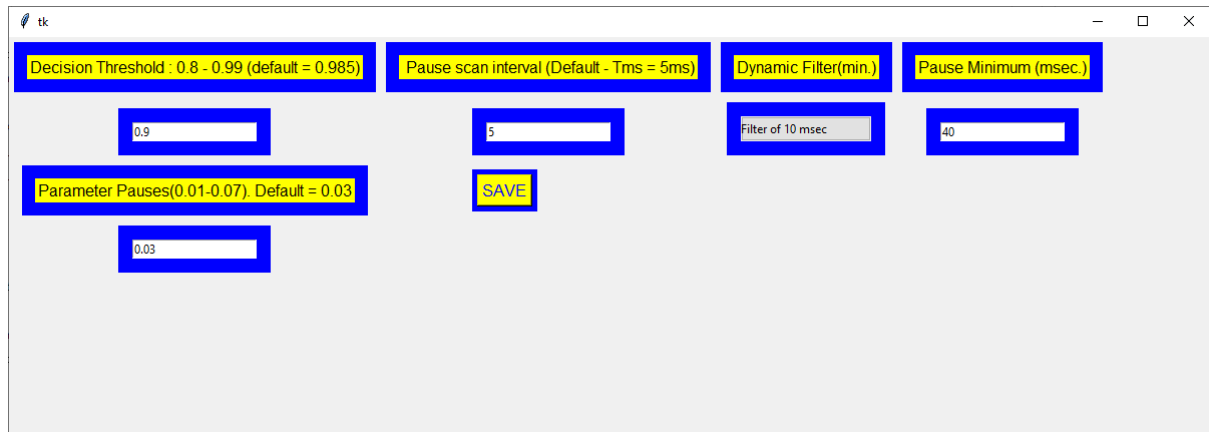 tk
Decision Threshold : 0.8 - 0.99 (default = 0.985)
Pause scan interval (Default - Tms = 5ms)
Dynamic Filter(min.)
Pause Minimum (msec.)
0.9
5
Filter of 10 msec
40
Parameter Pauses(0.01-0.07). Default = 0.03
SAVE
0.03